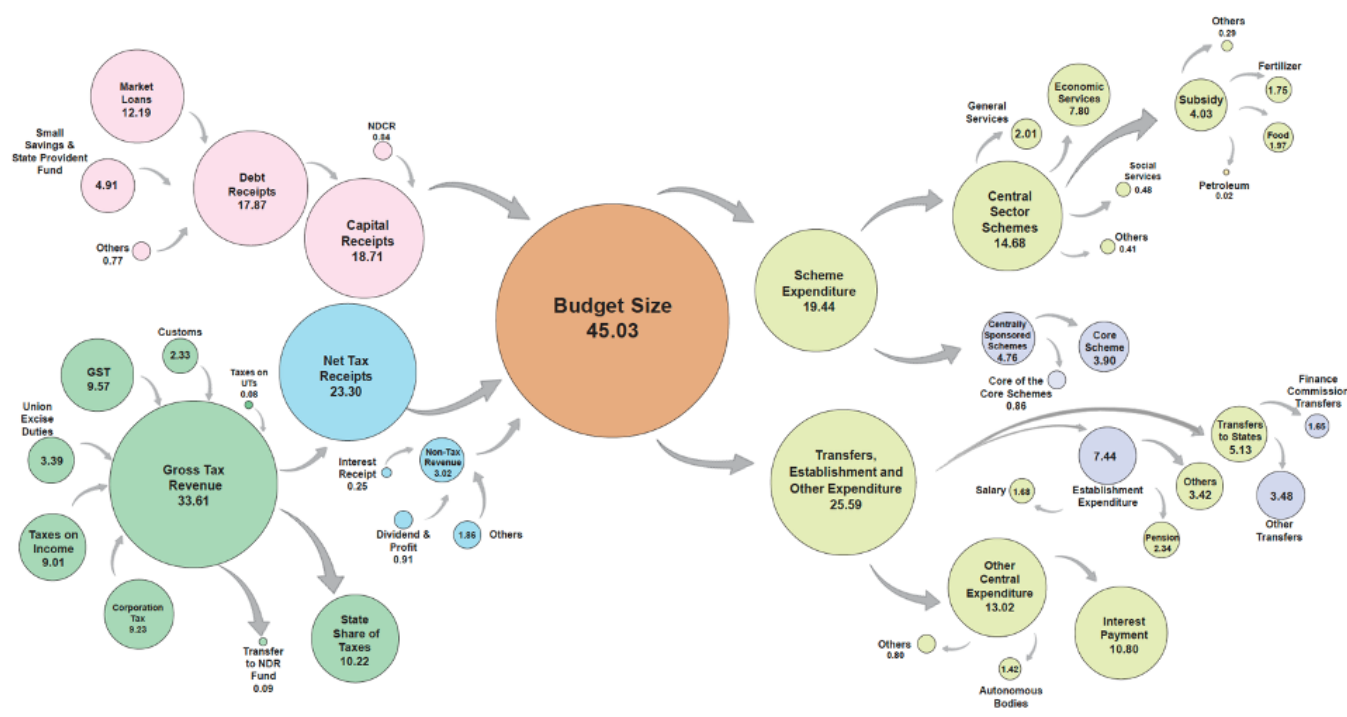 Market
Loans
12.19
Small
Savings &
State Provident
Fund
4.91
Others
0.77
Debt
Receipts
17.87
NDCR
0.84
Capital
Receipts
18.71
Net Tax
Receipts
23.30
Customs
2.33
GST
9.57
Taxes on
UTs
0.08
Union
Excise
Duties
3.39
Gross Tax
Revenue
33.61
Taxes on
Income
9.01
Corporation
Tax
9.23
Transfer
to NDR
Fund
0.09
State
Share of
Taxes
10.22
Interest
Receipt
0.25
Non-Tax
Revenue
3.02
Dividend &
Profit
0.91
1.86
Others
Budget Size
45.03
Scheme
Expenditure
19.44
Central
Sector
Schemes
14.68
General
Services
2.01
Economic
Services
7.80
Subsidy
4.03
Others
0.29
Fertilizer
1.75
Food
1.97
Petroleum
0.02
Social
Services
0.48
Others
0.41
Centrally
Sponsored
Schemes
4.76
Core
Scheme
3.90
Core of the
Core Schemes
0.86
Transfers,
Establishment and
Other Expenditure
25.59
7.44
Establishment
Expenditure
Salary
1.68
Pension
2.34
Others
3.42
Transfers
to States
5.13
Finance
Commission
Transfers
1.65
3.48
Other
Transfers
Other
Central
Expenditure
13.02
Interest
Payment
10.80
Others
0.80
1.42
Autonomous
Bodies